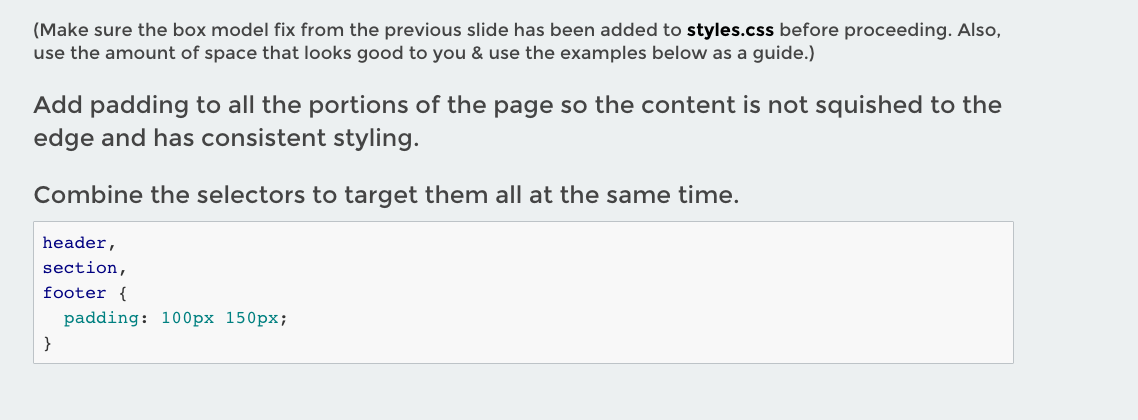 (Make sure the box model fix from the previous slide has been added to styles.css before proceeding. Also,
use the amount of space that looks good to you & use the examples below as a guide.)
Add padding to all the portions of the page so the content is not squished to the
edge and has consistent styling.
Combine the selectors to target them all at the same time.
header,
section,
footer {
  padding: 100px 150px;
}